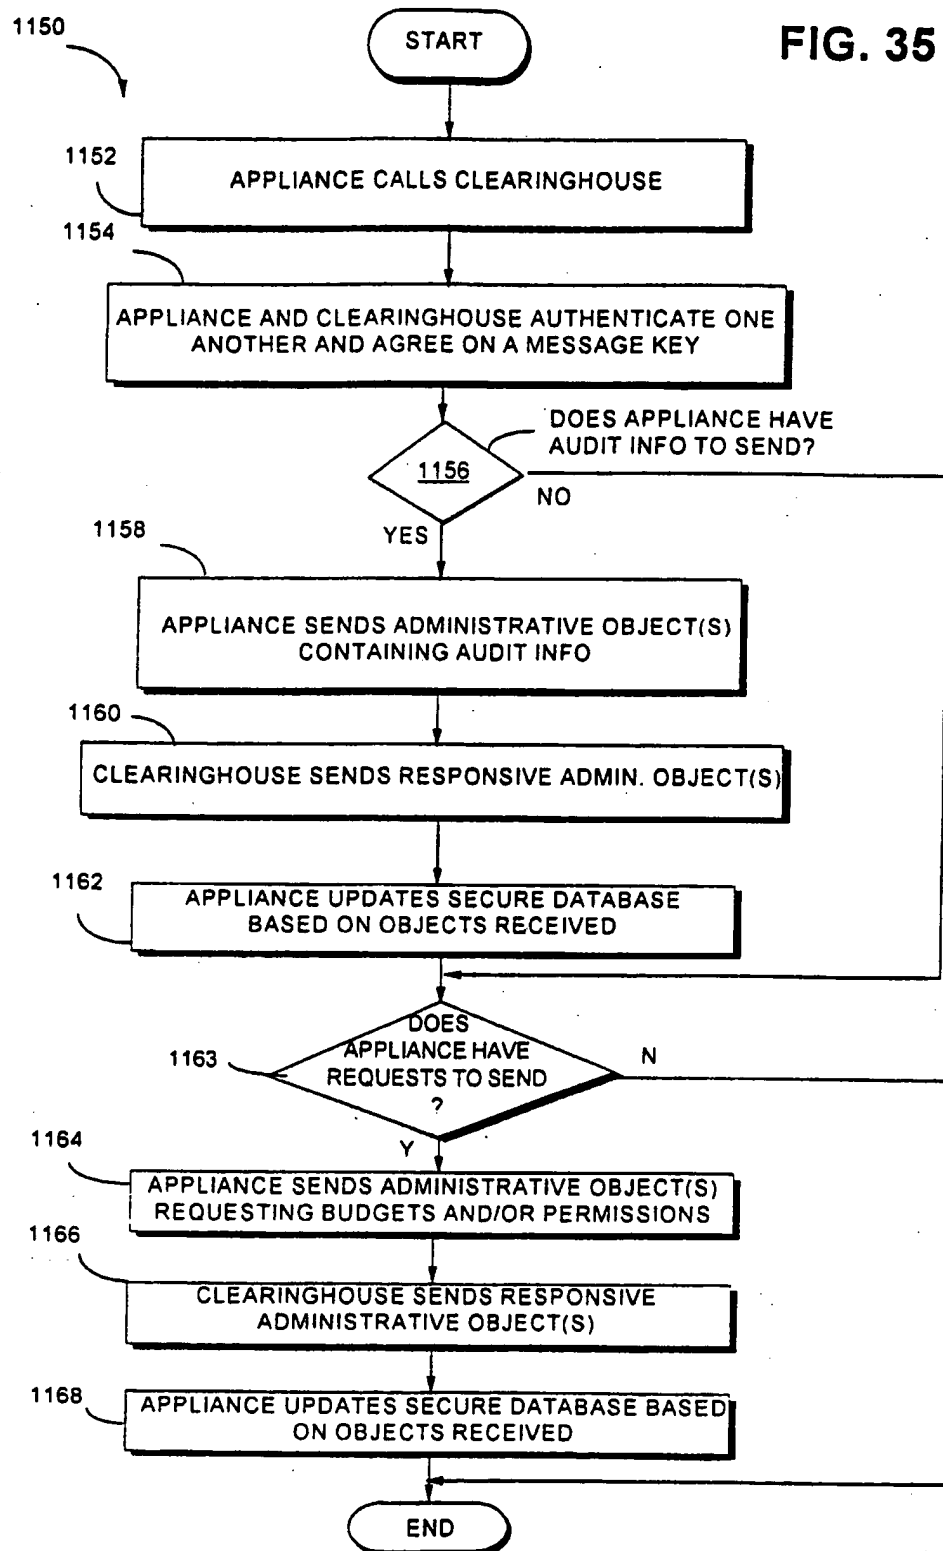 1150
START
FIG. 35
1152
APPLIANCE CALLS CLEARINGHOUSE
1154
APPLIANCE AND CLEARINGHOUSE AUTHENTICATE ONE
ANOTHER AND AGREE ON A MESSAGE KEY
DOES APPLIANCE HAVE
AUDIT INFO TO SEND?
1156
NO
YES
1158
APPLIANCE SENDS ADMINISTRATIVE OBJECT(S)
CONTAINING AUDIT INFO
1160
CLEARINGHOUSE SENDS RESPONSIVE ADMIN. OBJECT(S)
1162
APPLIANCE UPDATES SECURE DATABASE
BASED ON OBJECTS RECEIVED
DOES
APPLIANCE HAVE
REQUESTS TO SEND
?
1163
N
Y
1164
APPLIANCE SENDS ADMINISTRATIVE OBJECT(S)
REQUESTING BUDGETS AND/OR PERMISSIONS
1166
CLEARINGHOUSE SENDS RESPONSIVE
ADMINISTRATIVE OBJECT(S)
1168
APPLIANCE UPDATES SECURE DATABASE BASED
ON OBJECTS RECEIVED
END